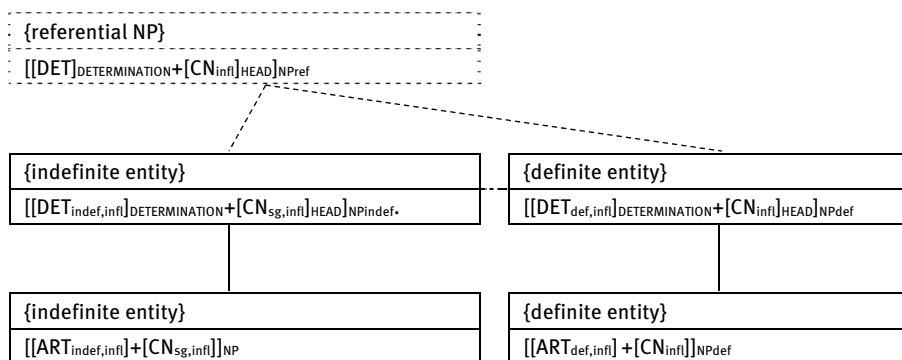 {referential NP}
[[DET]DETERMINATION+[CNinfl]HEAD]NPref
{indefinite entity}
[[DETindef,infl]DETERMINATION+[CNsg,infl]HEAD]NPindef.
{definite entity}
[[DETdef,infl]DETERMINATION+[CNinfl]HEAD]NPdef
{indefinite entity}
[[ARTindef,infl]+[CNsg,infl]]NP
{definite entity}
[[ARTdef,infl] +[CNinfl]]NPdef